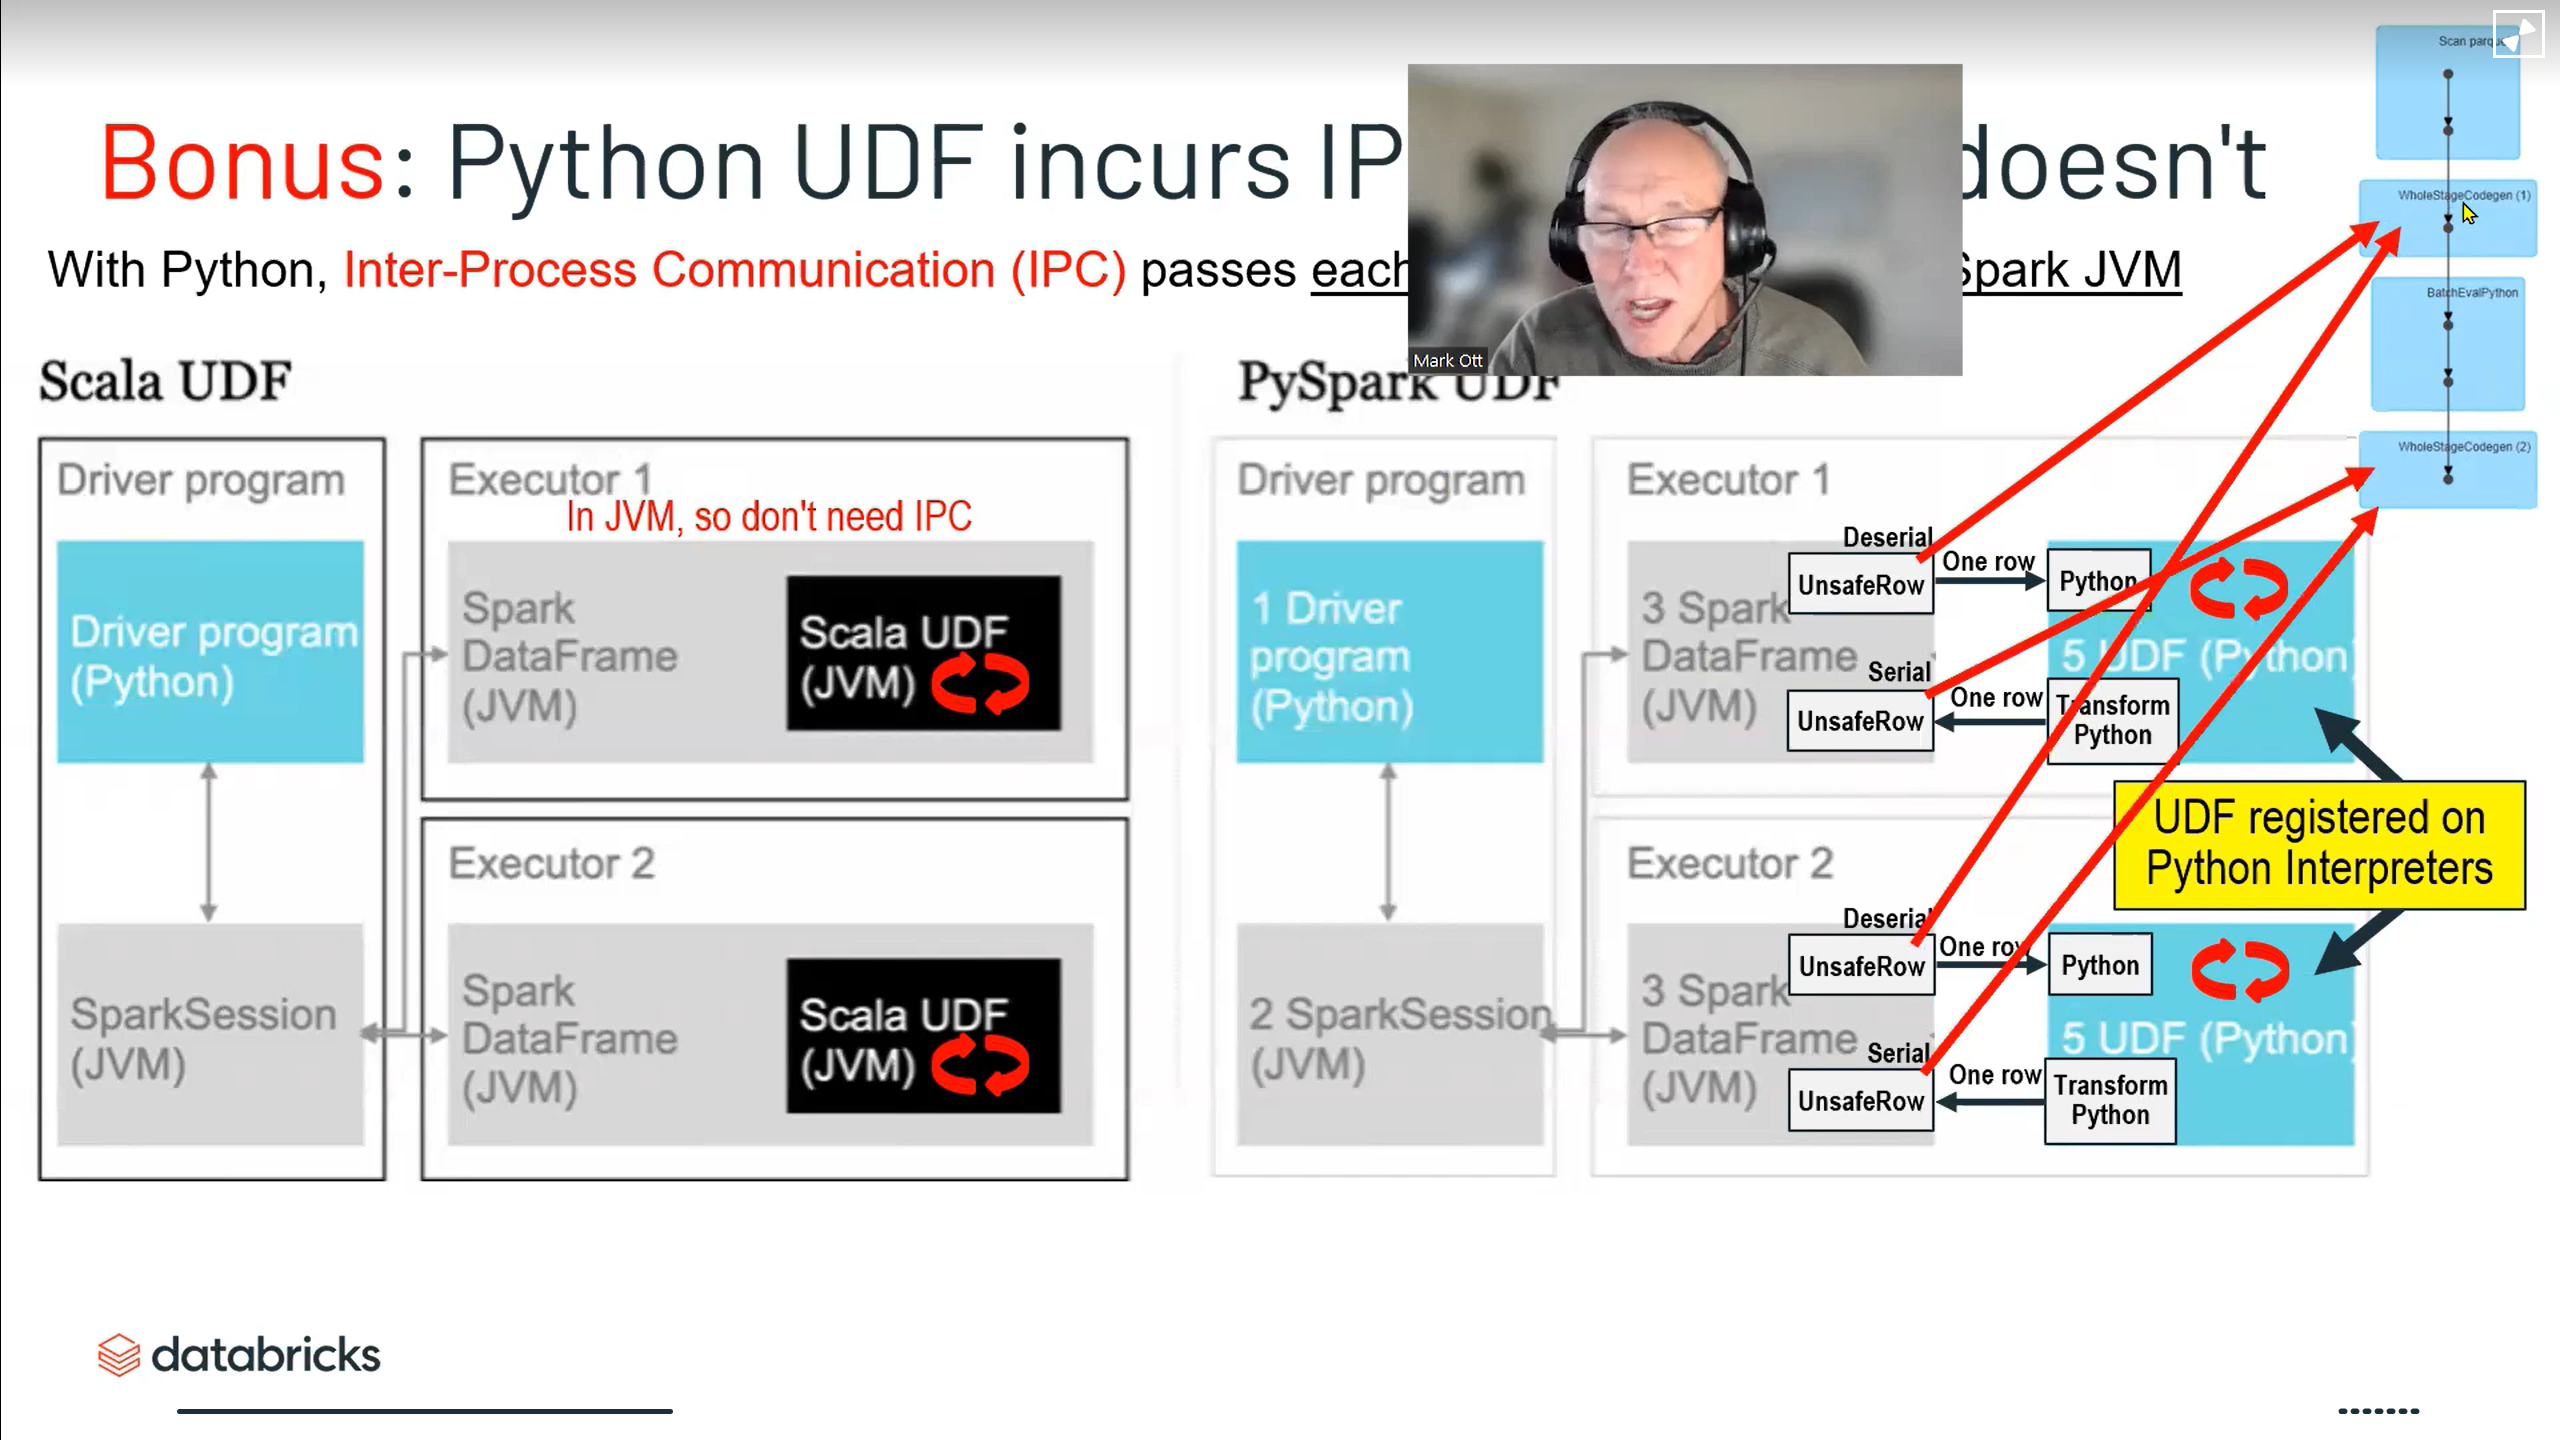 Bonus: Python UDF incurs IP doesn't
With Python, Inter-Process Communication (IPC) passes each Spark JVM
Mark Ott
Scala UDF
Driver program
Driver program
(Python)
SparkSession
(JVM)
Executor 1
In JVM, so don't need IPC
Spark
DataFrame
(JVM)
Scala UDF
(JVM)
Executor 2
Spark
DataFrame
(JVM)
Scala UDF
(JVM)
PySpark UDF
Driver program
1 Driver
program
(Python)
2 SparkSession
(JVM)
Executor 1
3 Spark
DataFrame
(JVM)
Deserial
UnsafeRow
One row
Python
Serial
UnsafeRow
One row
Transform
Python
5 UDF (Python)
Executor 2
3 Spark
DataFrame
(JVM)
Deserial
UnsafeRow
One row
Python
Serial
UnsafeRow
One row
Transform
Python
5 UDF (Python)
UDF registered on
Python Interpreters
Scan
WholeStageCodegen (1)
BatchEvalPython
WholeStageCodegen (2)
databricks